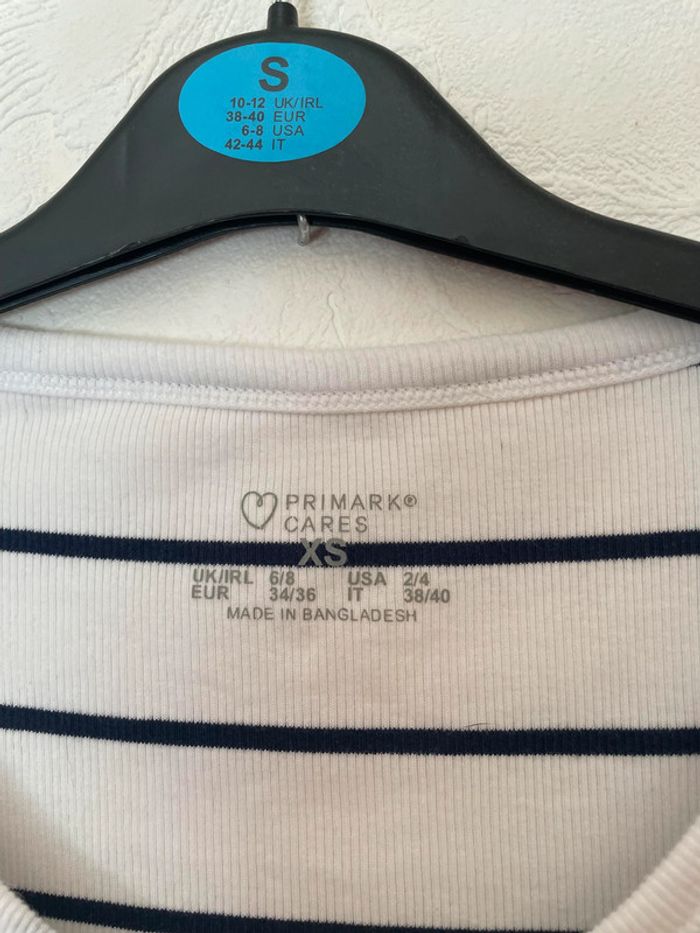 S
10-12 UK/IRL
38-40 EUR
6-8 USA
42-44 IT
PRIMARK®
CARES
XS
UK/IRL 6/8 USA 2/4
EUR 34/36 IT 38/40
MADE IN BANGLADESH